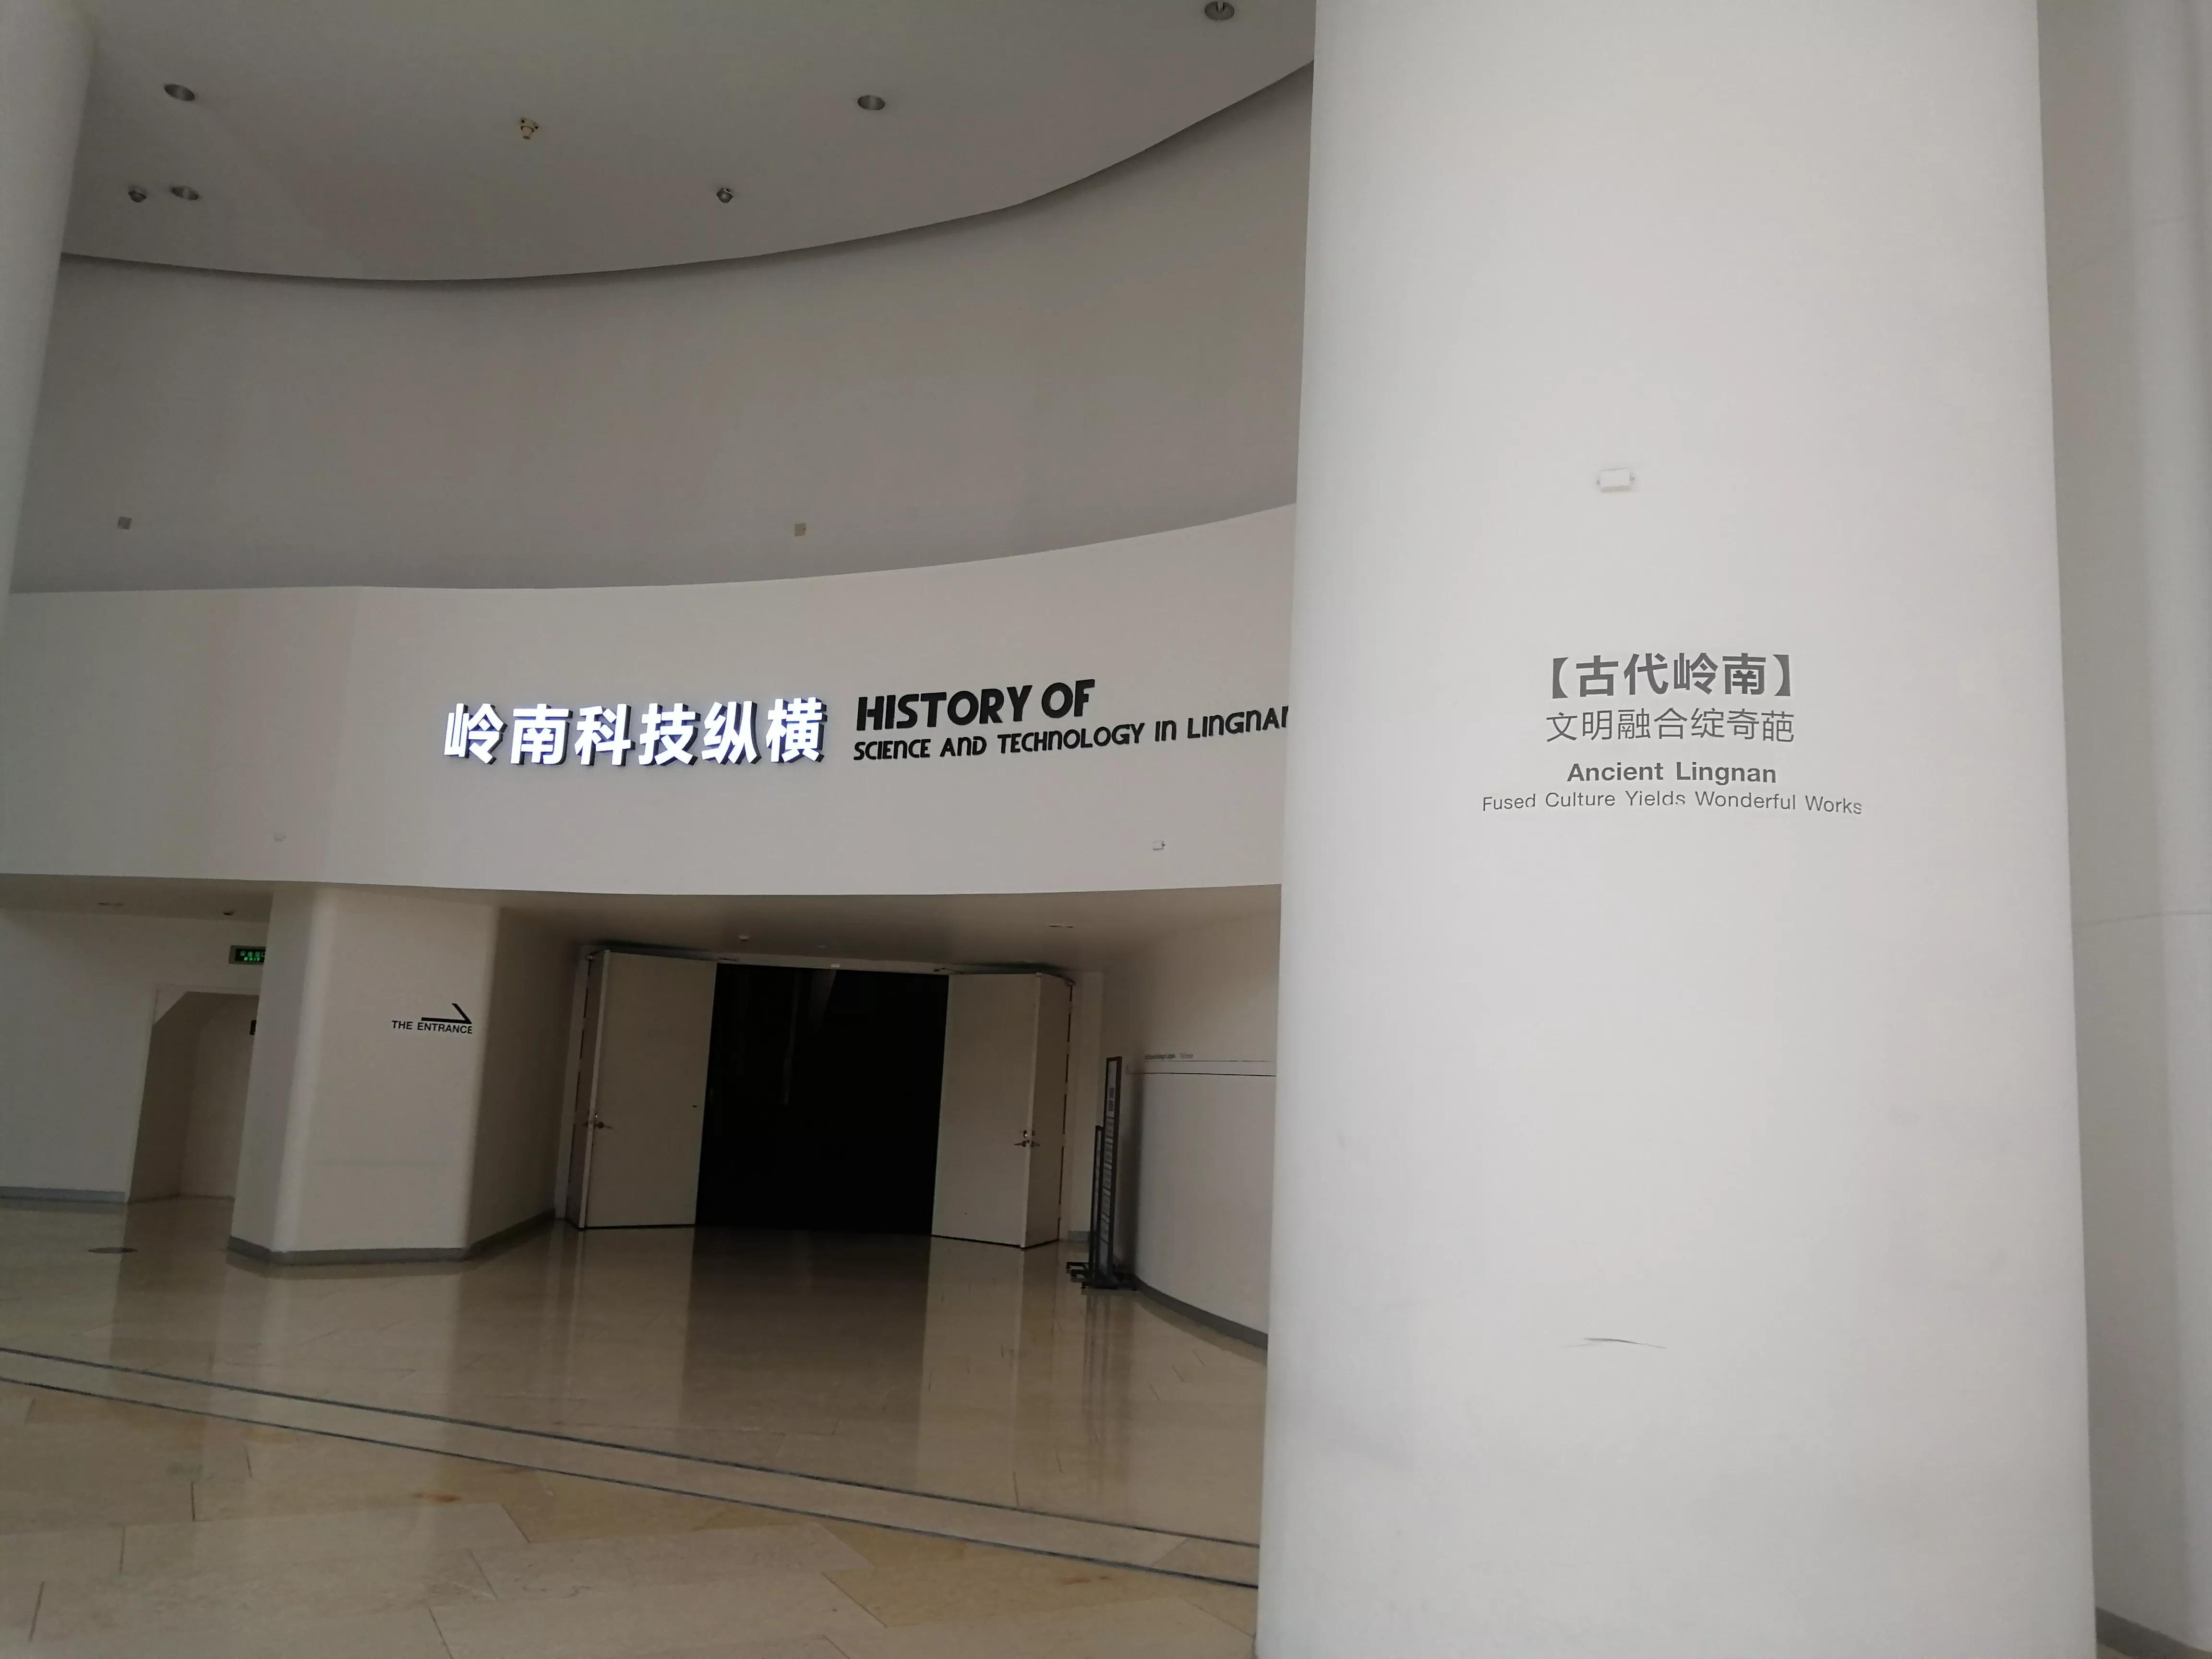 岭南科技纵横
HISTORY OF
SCIENCE AND TECHNOLOGY IN LINGNAN
THE ENTRANCE
【古代岭南】
文明融合绽奇葩
Ancient Lingnan
Fused Culture Yields Wonderful Works